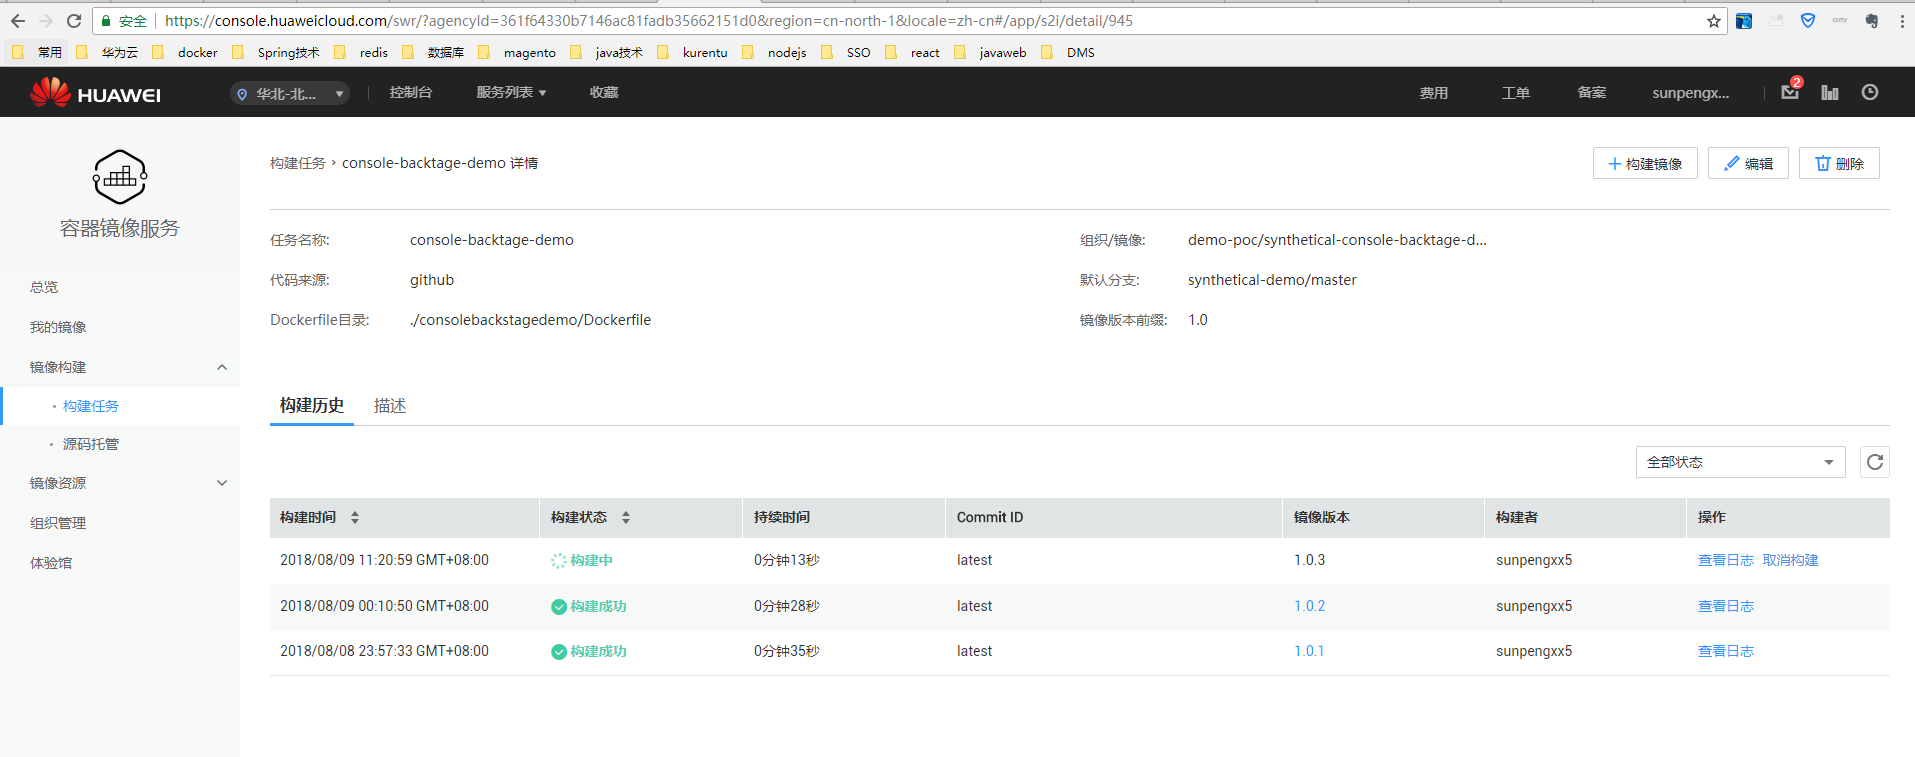 安全 https://console.huaweicloud.com/swr/?agencyId=361f64330b7146ac81fadb35662151d0&region=cn-north-1&locale=zh-cn#/app/s2i/detail/945
常用 华为云 docker Spring技术 redis 数据库 magento java技术 kurentu nodejs SSO react javaweb DMS
HUAWEI 华北-北... 控制台 服务列表 收藏 费用 工单 备案 sunpengx... 2
容器镜像服务
总览
我的镜像
镜像构建
构建任务
源码托管
镜像资源
组织管理
体验馆
构建任务 › console-backtage-demo 详情 构建镜像 编辑 删除
任务名称: console-backtage-demo 组织/镜像: demo-poc/synthetical-console-backtage-d...
代码来源: github 默认分支: synthetical-demo/master
Dockerfile目录: ./consolebackstagedemo/Dockerfile 镜像版本前缀: 1.0
构建历史 描述
全部状态
构建时间 构建状态 持续时间 Commit ID 镜像版本 构建者 操作
2018/08/09 11:20:59 GMT+08:00 构建中 0分钟13秒 latest 1.0.3 sunpengxx5 查看日志 取消构建
2018/08/09 00:10:50 GMT+08:00 构建成功 0分钟28秒 latest 1.0.2 sunpengxx5 查看日志
2018/08/08 23:57:33 GMT+08:00 构建成功 0分钟35秒 latest 1.0.1 sunpengxx5 查看日志